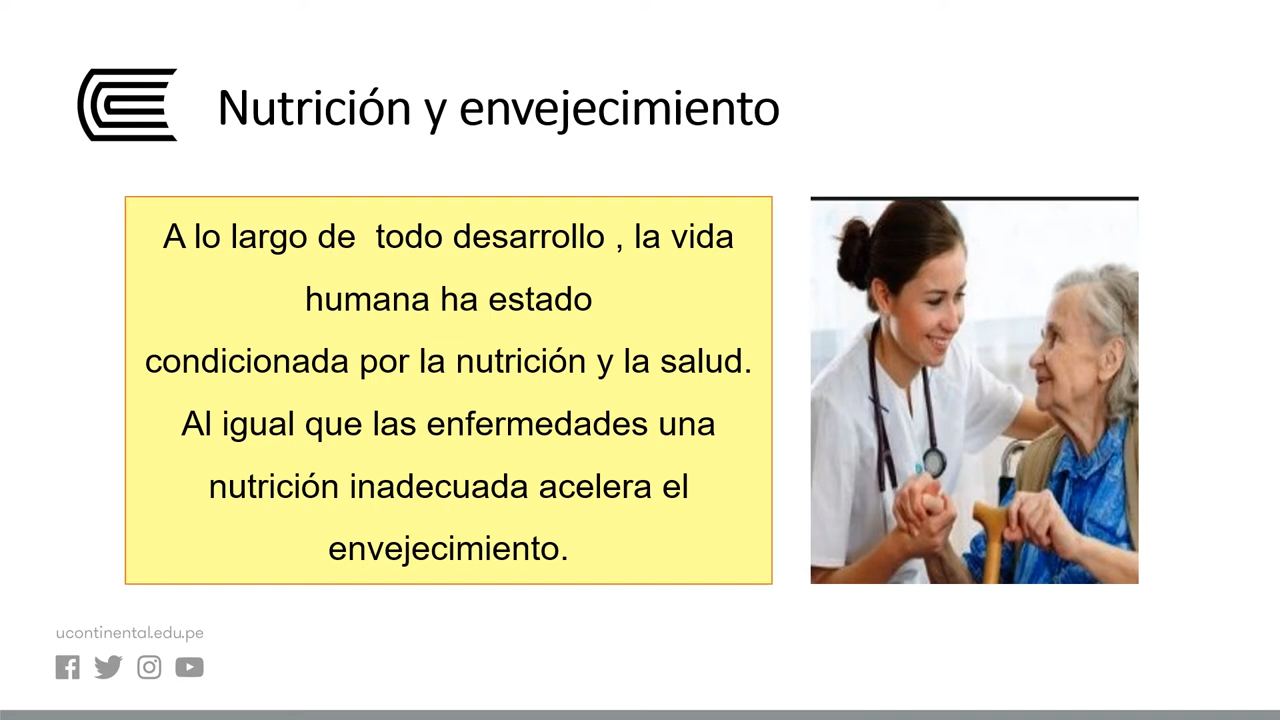 Nutrición y envejecimiento
A lo largo de  todo desarrollo , la vida
humana ha estado
condicionada por la nutrición y la salud.
Al igual que las enfermedades una
nutrición inadecuada acelera el
envejecimiento.
ucontinental.edu.pe